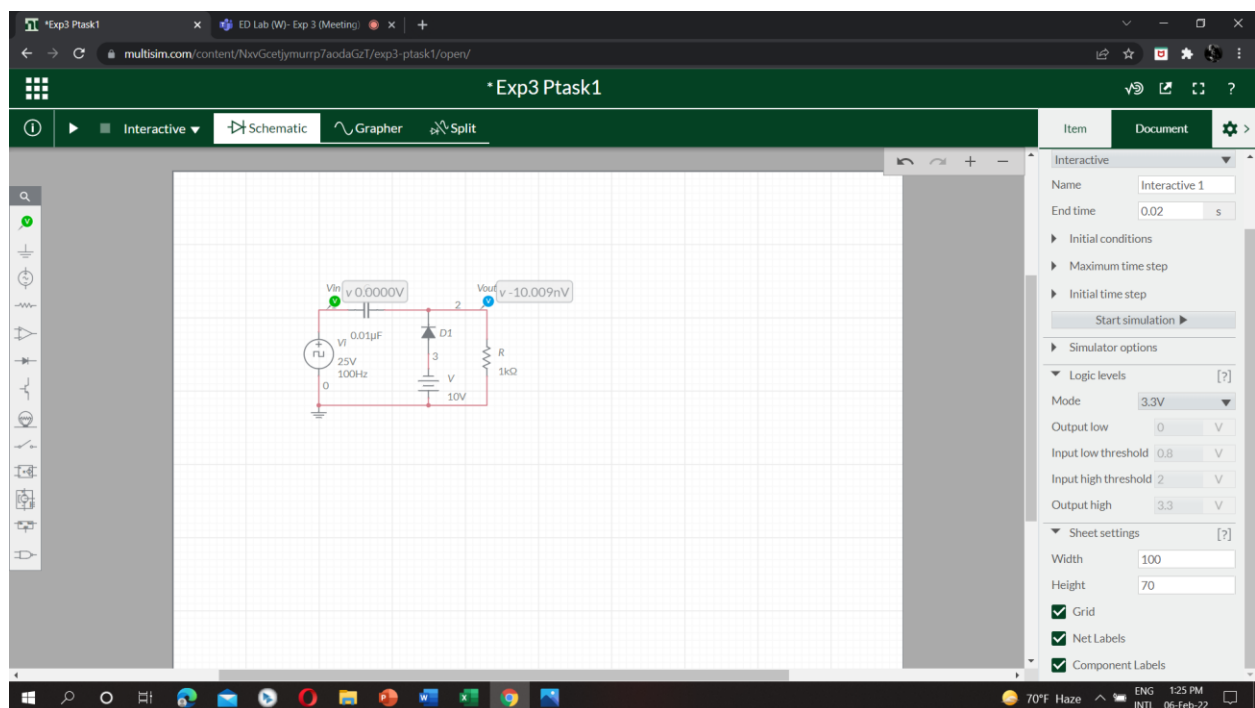 *Exp3 Ptask1
ED Lab (W)- Exp 3 (Meeting)
multisim.com/content/NxvGcetjymurrp7aodaGzT/exp3-ptask1/open/
*Exp3 Ptask1
Interactive
Schematic
Grapher
Split
Item
Document
Interactive
Name
Interactive 1
End time
0.02
s
Initial conditions
Maximum time step
Initial time step
Start simulation
Simulator options
Logic levels
[?]
Mode
3.3V
Output low
0
V
Input low threshold
0.8
V
Input high threshold
2
V
Output high
3.3
V
Sheet settings
[?]
Width
100
Height
70
Grid
Net Labels
Component Labels
Vin
v 0.0000V
Vout
v -10.009nV
2
0.01µF
D1
VI
25V
100Hz
0
3
V
10V
R
1kΩ
70°F Haze
ENG
INTL
1:25 PM
06-Feb-22